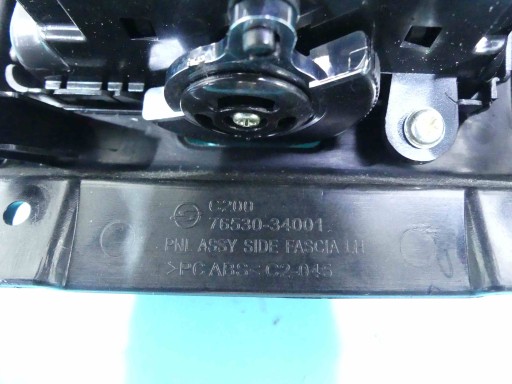 C200
76530-34001
PNL ASSY SIDE FASCIA LH
>PC ABS< C2-045